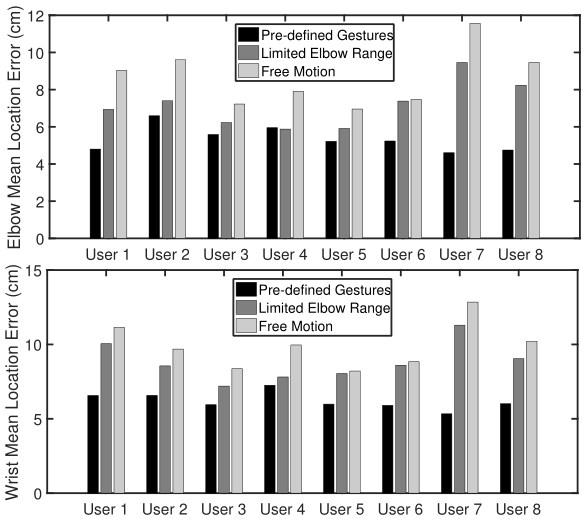 Elbow Mean Location Error (cm)
12
10
8
6
4
2
0
Pre-defined Gestures
Limited Elbow Range
Free Motion
User 1 User 2 User 3 User 4 User 5 User 6 User 7 User 8
Wrist Mean Location Error (cm)
15
10
5
0
Pre-defined Gestures
Limited Elbow Range
Free Motion
User 1 User 2 User 3 User 4 User 5 User 6 User 7 User 8